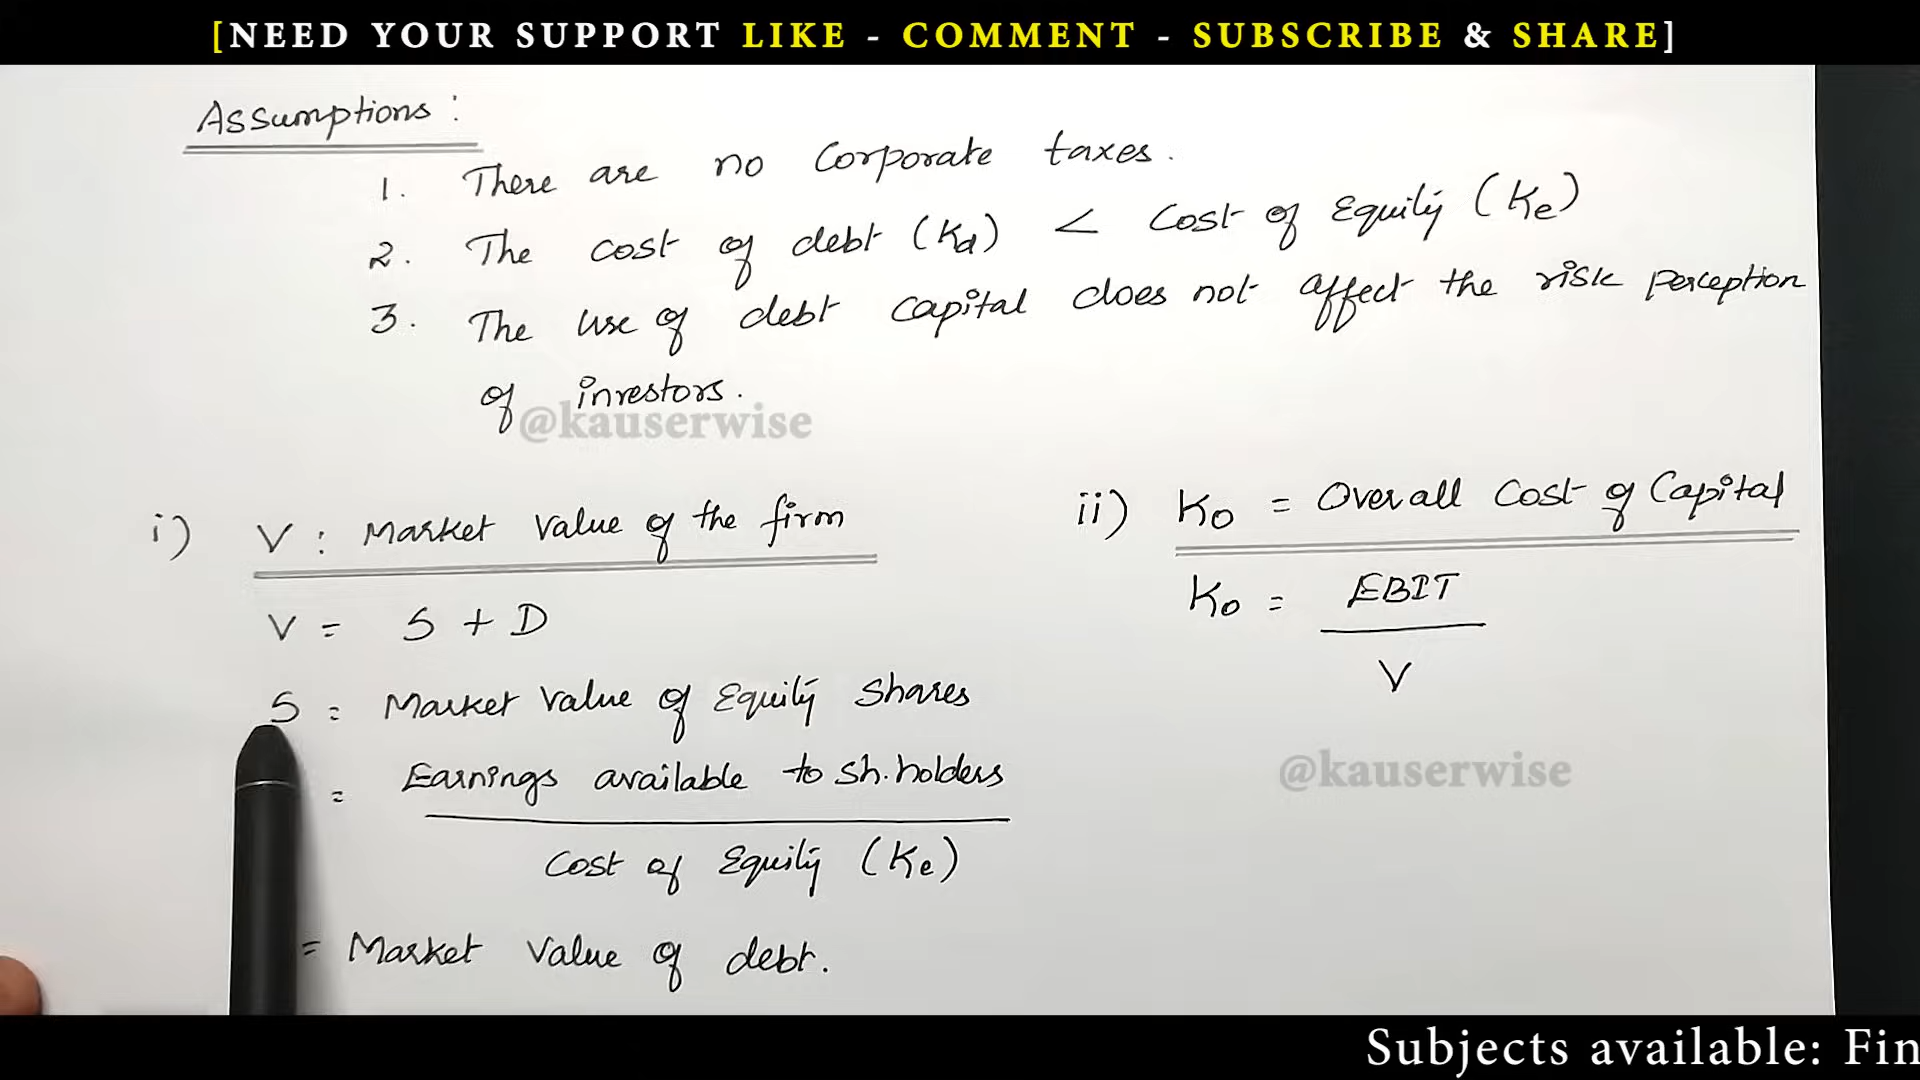 [NEED YOUR SUPPORT LIKE - COMMENT - SUBSCRIBE & SHARE]
Assumptions:
1. There are no Corporate taxes.
2. The cost of debt (Kd) < Cost of Equity (Ke)
3. The use of debt capital does not affect the risk perception
of investors.
@kauserwise
i) V : Market Value of the firm
V = S + D
S = Market Value of Equity Shares
= Earnings available to sh.holders
Cost of Equity (Ke)
= Market Value of debt.
ii) Ko = Overall Cost of Capital
Ko = EBIT
V
@kauserwise
Subjects available: Fin